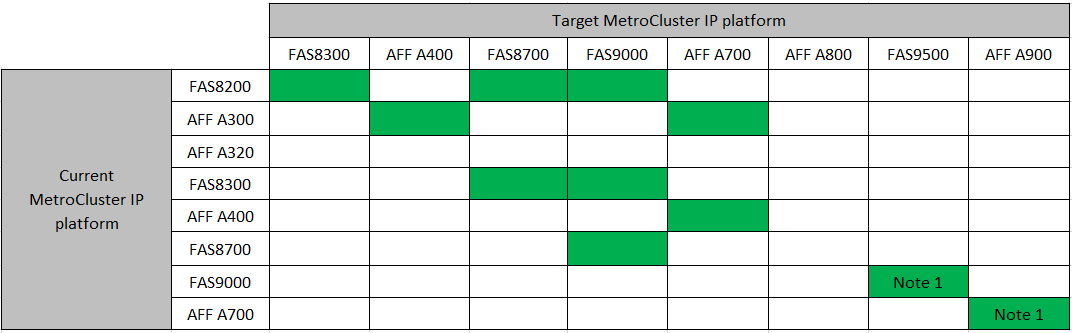 Target MetroCluster IP platform
FAS8300 AFF A400 FAS8700 FAS9000 AFF A700 AFF A800 FAS9500 AFF A900
Current
MetroCluster IP
platform
FAS8200
AFF A300
AFF A320
FAS8300
AFF A400
FAS8700
FAS9000 Note 1
AFF A700 Note 1